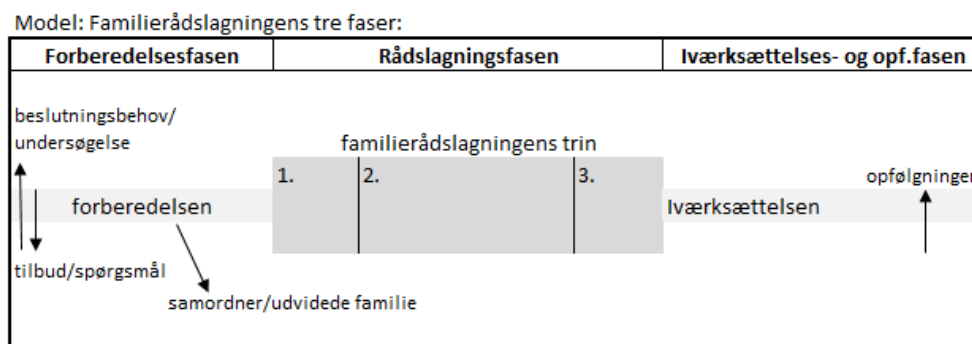 Model: Familierådslagningens tre faser:
Forberedelsesfasen Rådslagningsfasen Iværksættelses- og opf.fasen
beslutningsbehov/
undersøgelse
familierådslagningens trin
1. 2. 3.
opfølgningen
forberedelsen
Iværksættelsen
tilbud/spørgsmål
samordner/udvidede familie